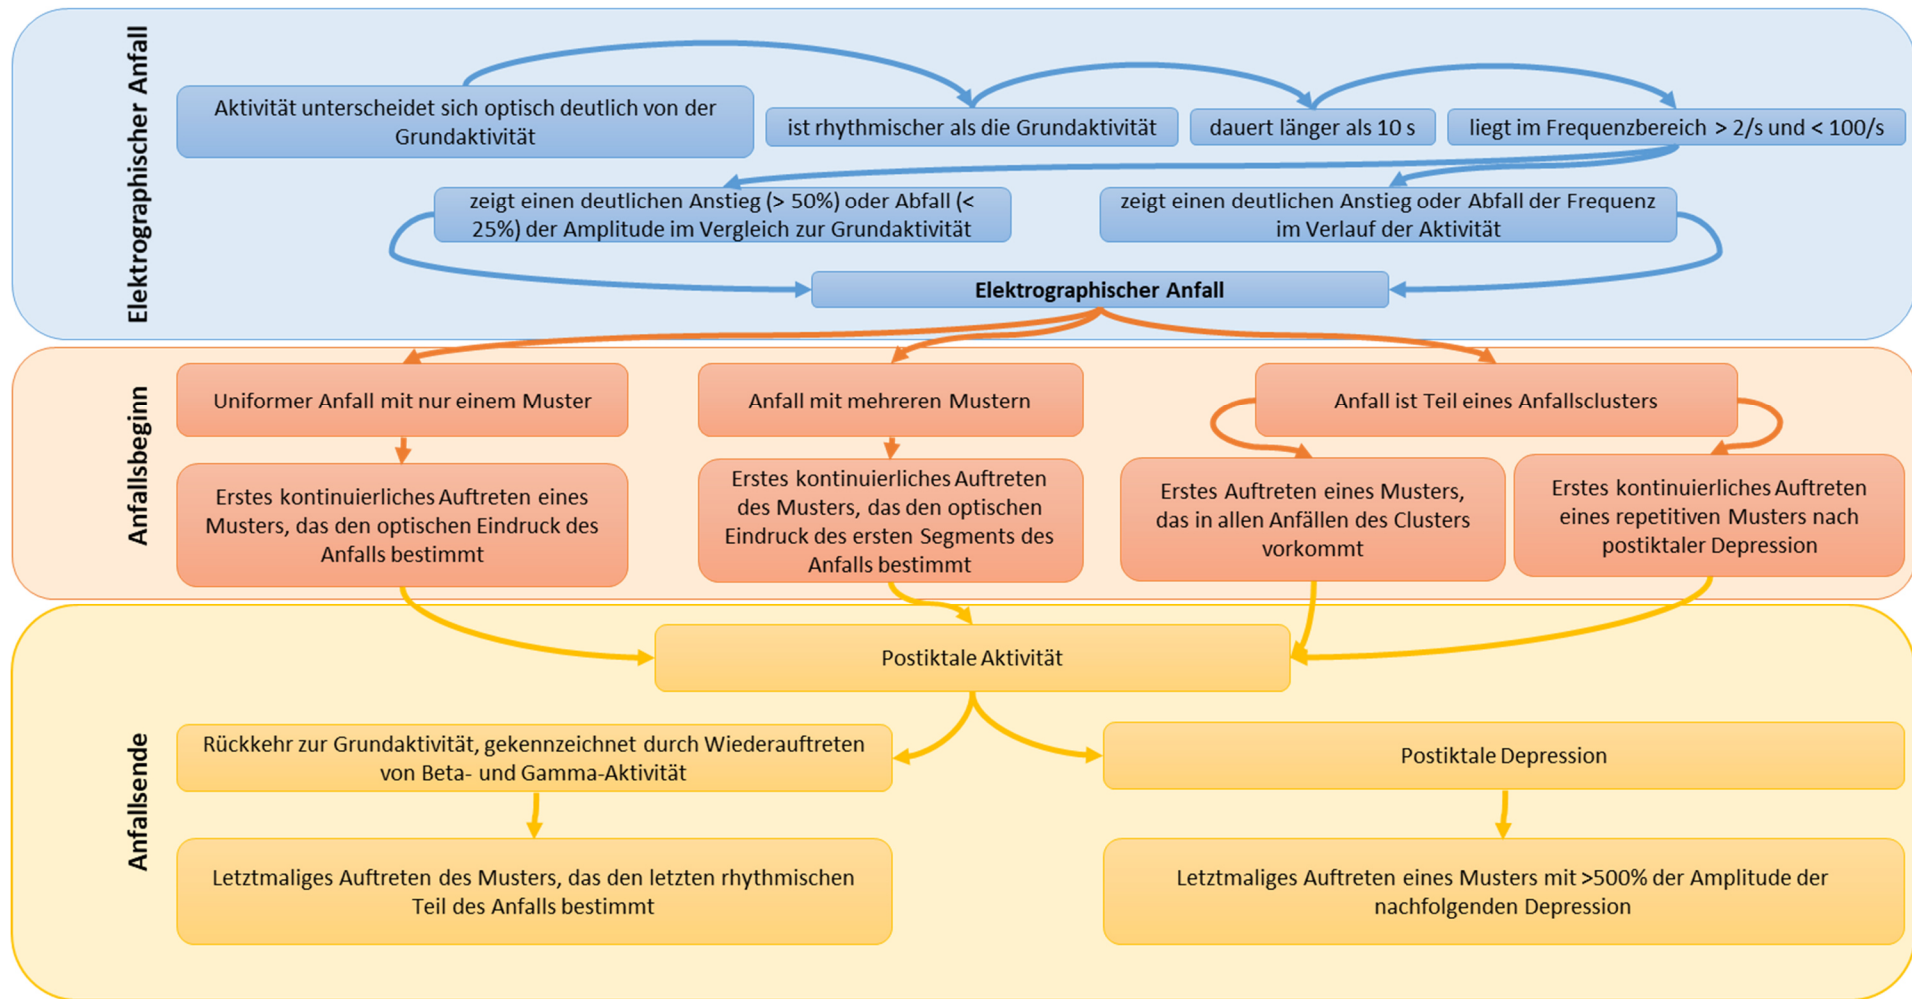 Elektrographischer Anfall
Aktivität unterscheidet sich optisch deutlich von der
Grundaktivität
ist rhythmischer als die Grundaktivität
dauert länger als 10 s
liegt im Frequenzbereich > 2/s und < 100/s
zeigt einen deutlichen Anstieg (> 50%) oder Abfall (<
25%) der Amplitude im Vergleich zur Grundaktivität
zeigt einen deutlichen Anstieg oder Abfall der Frequenz
im Verlauf der Aktivität
Elektrographischer Anfall
Anfallsbeginn
Uniformer Anfall mit nur einem Muster
Anfall mit mehreren Mustern
Anfall ist Teil eines Anfallsclusters
Erstes kontinuierliches Auftreten eines
Musters, das den optischen Eindruck des
Anfalls bestimmt
Erstes kontinuierliches Auftreten
des Musters, das den optischen
Eindruck des ersten Segments des
Anfalls bestimmt
Erstes Auftreten eines Musters,
das in allen Anfällen des Clusters
vorkommt
Erstes kontinuierliches Auftreten
eines repetitiven Musters nach
postiktaler Depression
Anfallsende
Postiktale Aktivität
Rückkehr zur Grundaktivität, gekennzeichnet durch Wiederauftreten
von Beta- und Gamma-Aktivität
Postiktale Depression
Letztmaliges Auftreten des Musters, das den letzten rhythmischen
Teil des Anfalls bestimmt
Letztmaliges Auftreten eines Musters mit >500% der Amplitude der
nachfolgenden Depression